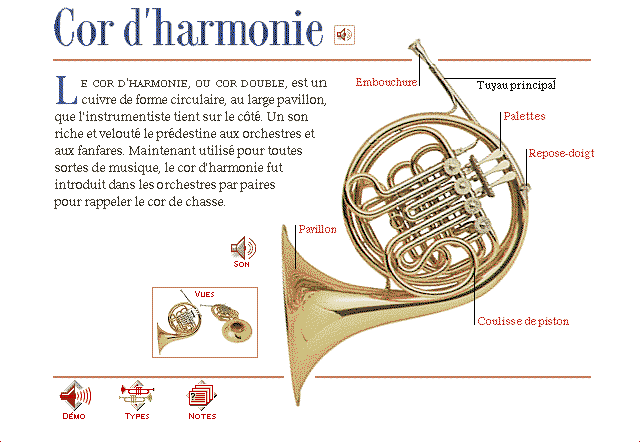 Cor d'harmonie
LE COR D'HARMONIE, OU COR DOUBLE, est un
cuivre de forme circulaire, au large pavillon,
que l'instrumentiste tient sur le côté. Un son
riche et velouté le prédestine aux orchestres et
aux fanfares. Maintenant utilisé pour toutes
sortes de musique, le cor d'harmonie fut
introduit dans les orchestres par paires
pour rappeler le cor de chasse.
Embouchure
Tuyau principal
Palettes
Repose-doigt
Pavillon
Coulisse de piston
SON
VUES
DÉMO
TYPES
NOTES